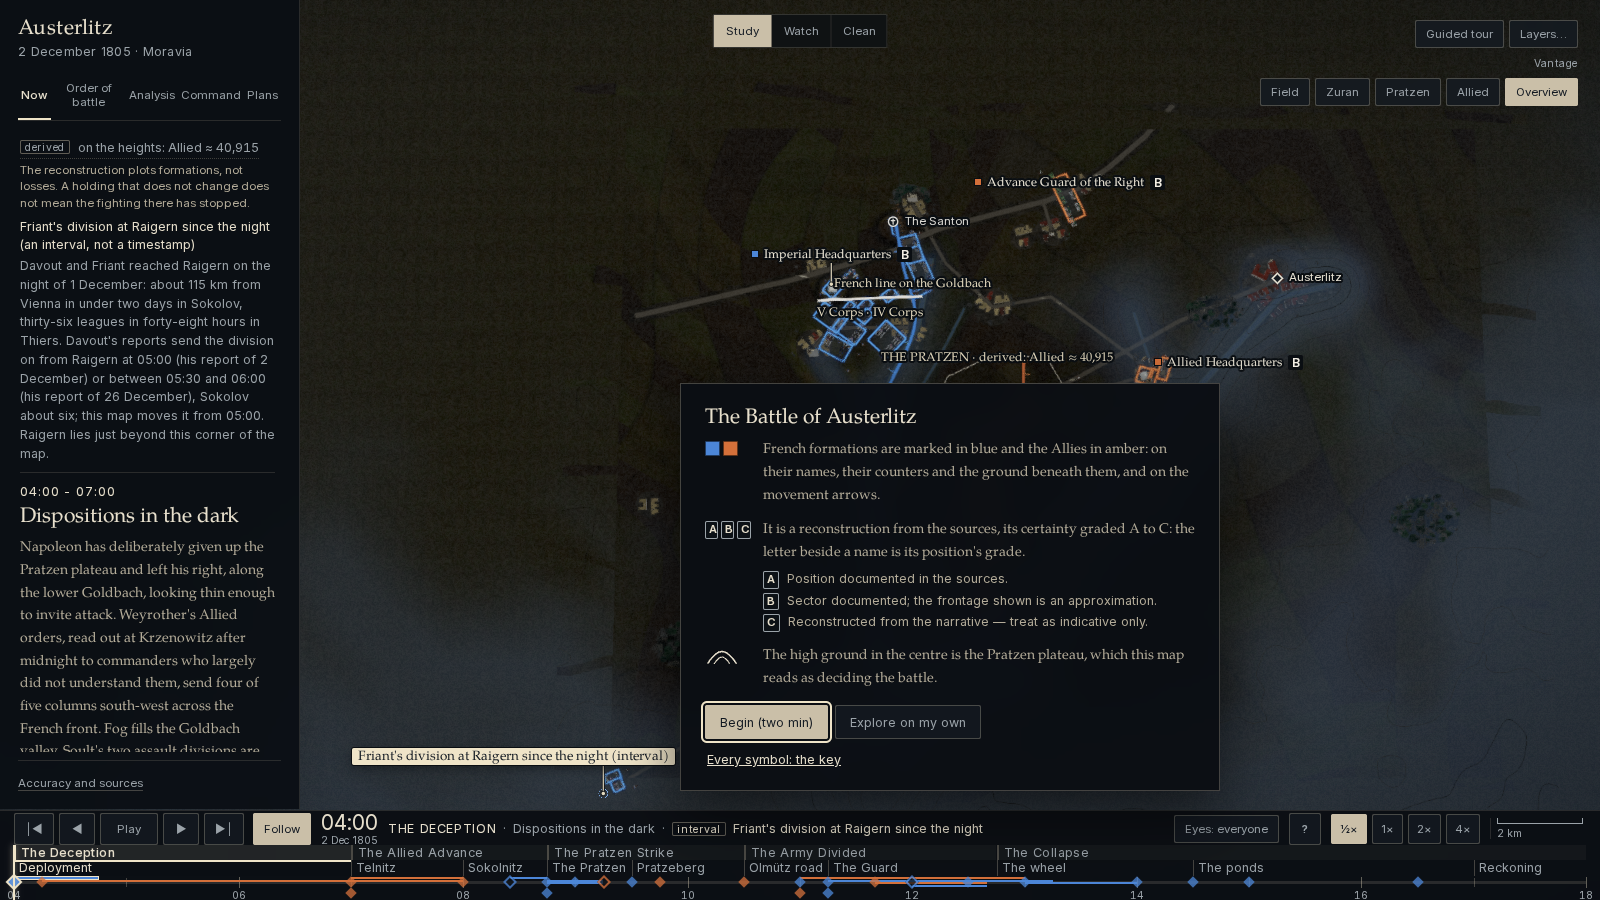 Austerlitz
2 December 1805 · Moravia
Now
Order of battle
Analysis
Command
Plans
derived on the heights: Allied ≈ 40,915
The reconstruction plots formations, not
losses. A holding that does not change does
not mean the fighting there has stopped.
Friant's division at Raigern since the night
(an interval, not a timestamp)
Davout and Friant reached Raigern on the
night of 1 December: about 115 km from
Vienna in under two days in Sokolov,
thirty-six leagues in forty-eight hours in
Thiers. Davout's reports send the division
on from Raigern at 05:00 (his report of 2
December) or between 05:30 and 06:00
(his report of 26 December), Sokolov
about six; this map moves it from 05:00.
Raigern lies just beyond this corner of the
map.
04:00 - 07:00
Dispositions in the dark
Napoleon has deliberately given up the
Pratzen plateau and left his right, along
the lower Goldbach, looking thin enough
to invite attack. Weyrother's Allied
orders, read out at Krzenowitz after
midnight to commanders who largely
did not understand them, send four of
five columns south-west across the
French front. Fog fills the Goldbach
valley. Soult's two assault divisions are
Accuracy and sources
Study
Watch
Clean
Guided tour
Layers…
Vantage
Field
Zuran
Pratzen
Allied
Overview
Advance Guard of the Right B
The Santon
Imperial Headquarters B
French line on the Goldbach
V Corps · IV Corps
Austerlitz
THE PRATZEN · derived: Allied ≈ 40,915
Allied Headquarters B
The Battle of Austerlitz
French formations are marked in blue and the Allies in amber: on
their names, their counters and the ground beneath them, and on the
movement arrows.
A B C It is a reconstruction from the sources, its certainty graded A to C: the
letter beside a name is its position's grade.
A Position documented in the sources.
B Sector documented; the frontage shown is an approximation.
C Reconstructed from the narrative — treat as indicative only.
The high ground in the centre is the Pratzen plateau, which this map
reads as deciding the battle.
Begin (two min)
Explore on my own
Every symbol: the key
Friant's division at Raigern since the night (interval)
Play
Follow
04:00
2 Dec 1805
THE DECEPTION · Dispositions in the dark · interval Friant's division at Raigern since the night
Eyes: everyone
?
½×
1×
2×
4×
2 km
The Deception
The Allied Advance
The Pratzen Strike
The Army Divided
The Collapse
Deployment
Telnitz
Sokolnitz
The Pratzen
Pratzeberg
Olmütz road
The Guard
The wheel
The ponds
Reckoning
04
06
08
10
12
14
16
18